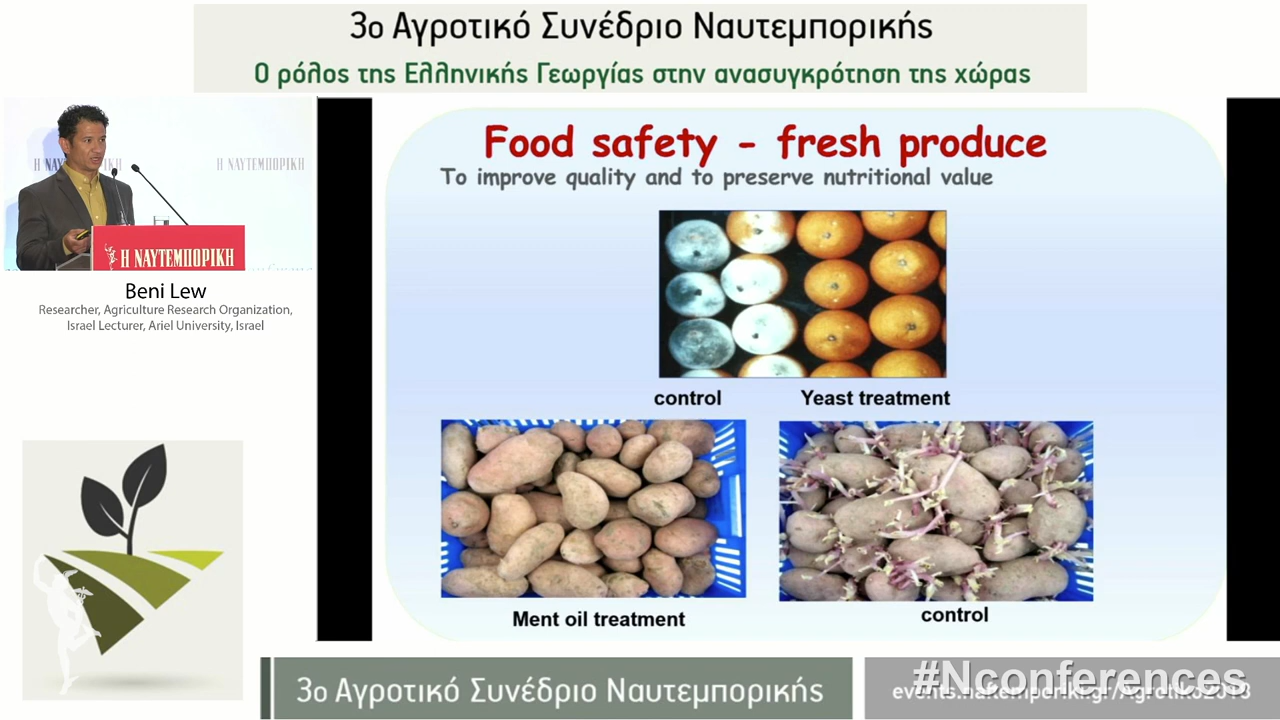 3ο Αγροτικό Συνέδριο Ναυτεμπορικής
Ο ρόλος της Ελληνικής Γεωργίας στην ανασυγκρότηση της χώρας
Η ΝΑΥΤΕΜΠΟΡΙΚΗ
Η ΝΑΥΤΕΜΠΟΡΙΚΗ
Beni Lew
Researcher, Agriculture Research Organization,
Israel Lecturer, Ariel University, Israel
Food safety - fresh produce
To improve quality and to preserve nutritional value
control
Yeast treatment
Ment oil treatment
control
3ο Αγροτικό Συνέδριο Ναυτεμπορικής
#Nconferences